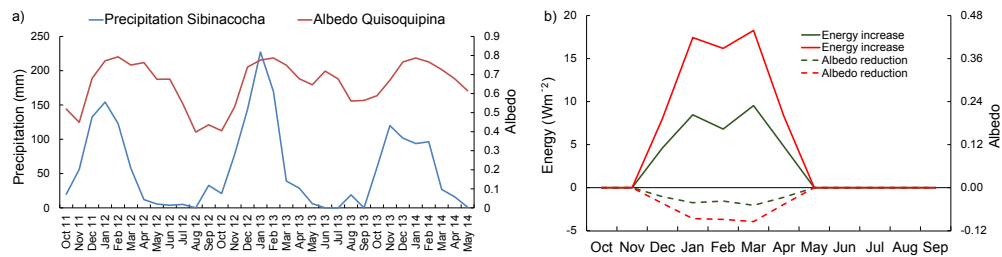 a)
Precipitation Sibinacocha
Albedo Quisoquipina
Precipitation (mm)
250
200
150
100
50
0
0.9
0.8
0.7
0.6
0.5
0.4
0.3
0.2
0.1
0
Albedo
Oct 11
Nov 11
Dec 11
Jan 12
Feb 12
Mar 12
Apr 12
May 12
Jun 12
Jul 12
Aug 12
Sep 12
Oct 12
Nov 12
Dec 12
Jan 13
Feb 13
Mar 13
Apr 13
May 13
Jun 13
Jul 13
Aug 13
Sep 13
Oct 13
Nov 13
Dec 13
Jan 14
Feb 14
Mar 14
Apr 14
May 14
b)
Energy (Wm⁻²)
20
15
10
5
0
-5
Energy increase
Energy increase
Albedo reduction
Albedo reduction
0.48
0.36
0.24
0.12
0.00
-0.12
Albedo
Oct Nov Dec Jan Feb Mar Apr May Jun Jul Aug Sep